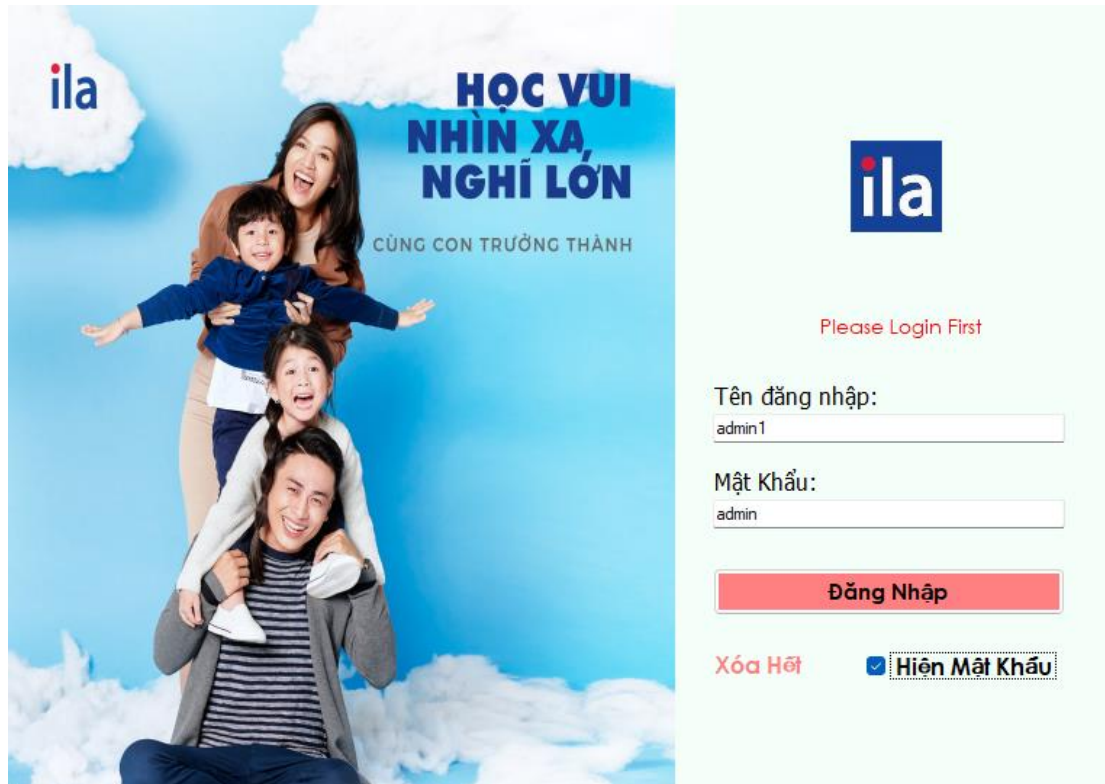 ila
HỌC VUI
NHÌN XA,
NGHĨ LỚN
CÙNG CON TRƯỞNG THÀNH
ila
Please Login First
Tên đăng nhập:
admin1
Mật Khẩu:
admin
Đăng Nhập
Xóa Hết
Hiện Mật Khẩu